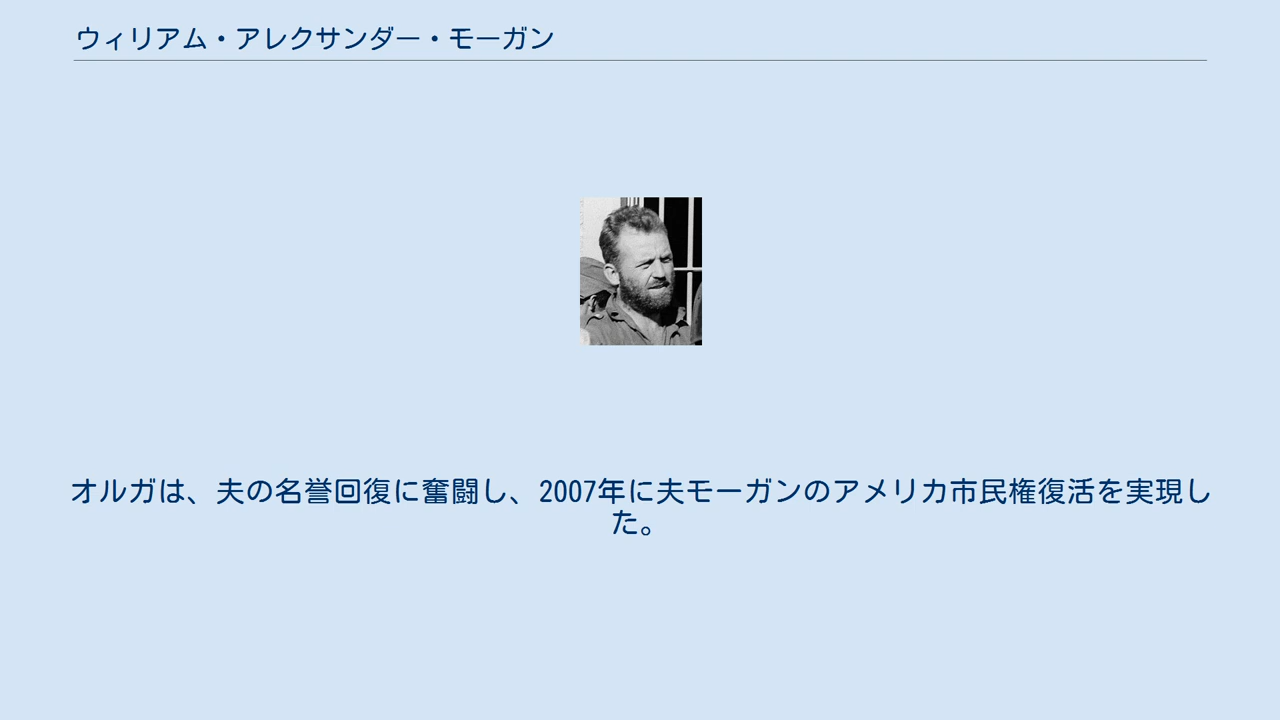 ウィリアム・アレクサンダー・モーガン
オルガは、夫の名誉回復に奮闘し、2007年に夫モーガンのアメリカ市民権復活を実現し
た。